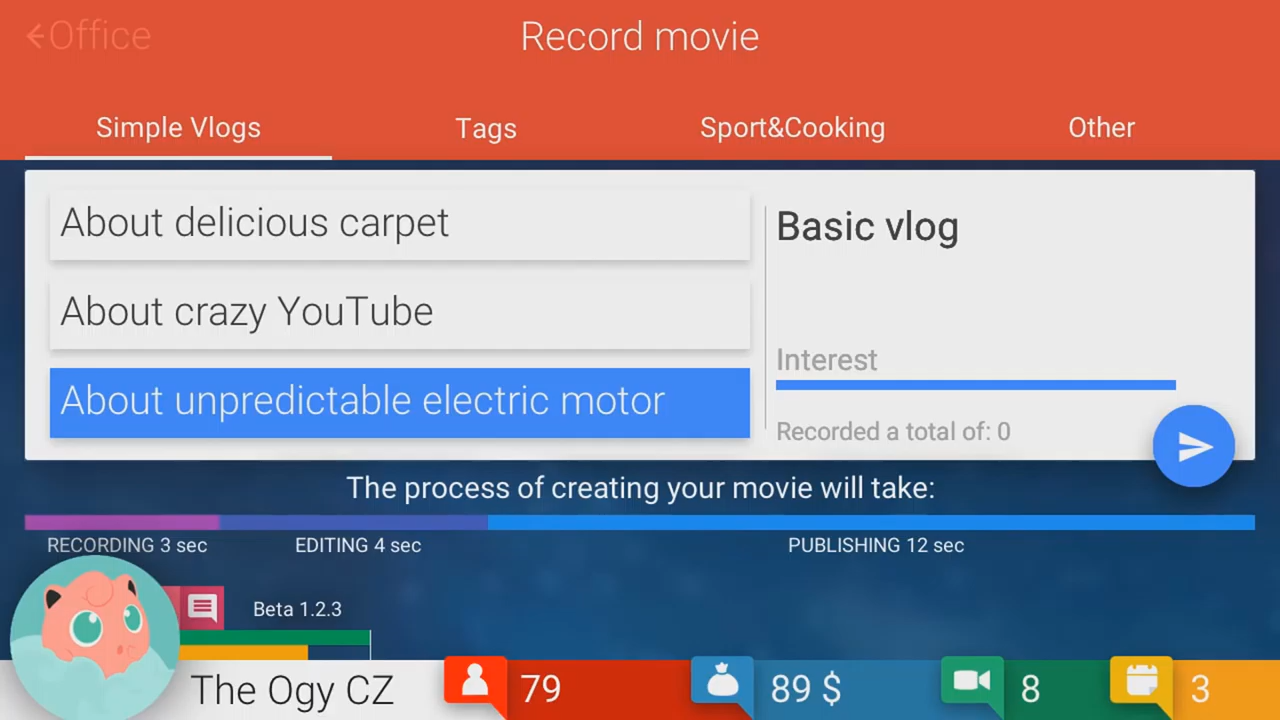 Office
Record movie
Simple Vlogs
Tags
Sport&Cooking
Other
About delicious carpet
About crazy YouTube
About unpredictable electric motor
Basic vlog
Interest
Recorded a total of: 0
The process of creating your movie will take:
RECORDING 3 sec
EDITING 4 sec
PUBLISHING 12 sec
Beta 1.2.3
The Ogy CZ
79
89 $
8
3